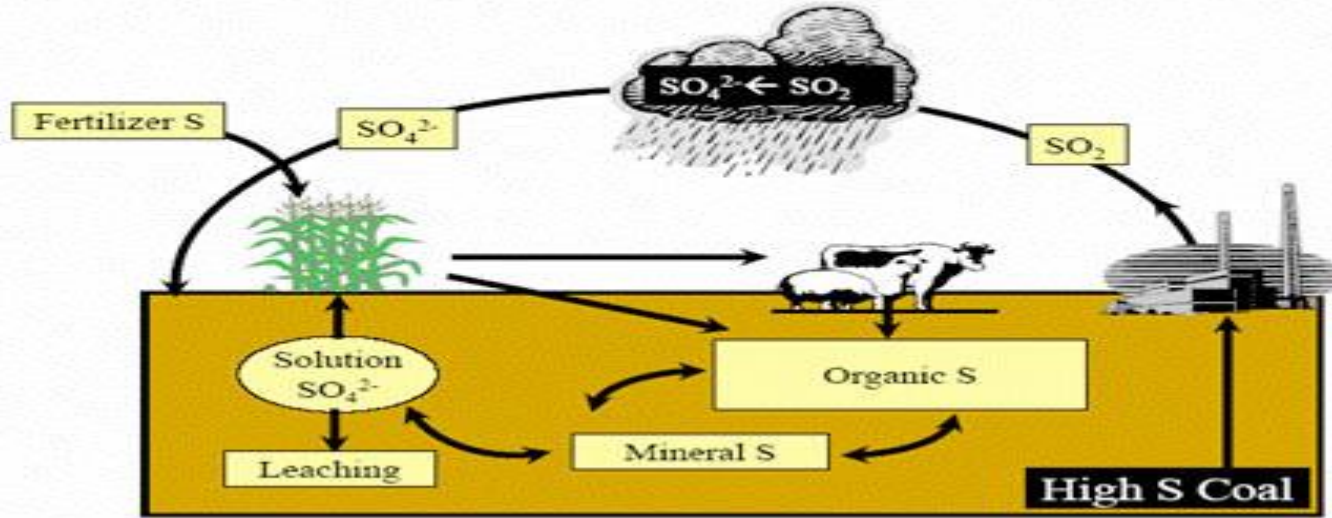 SO₄²⁻← SO₂
Fertilizer S
SO₄²⁻
SO₂
Solution
SO₄²⁻
Organic S
Mineral S
Leaching
High S Coal